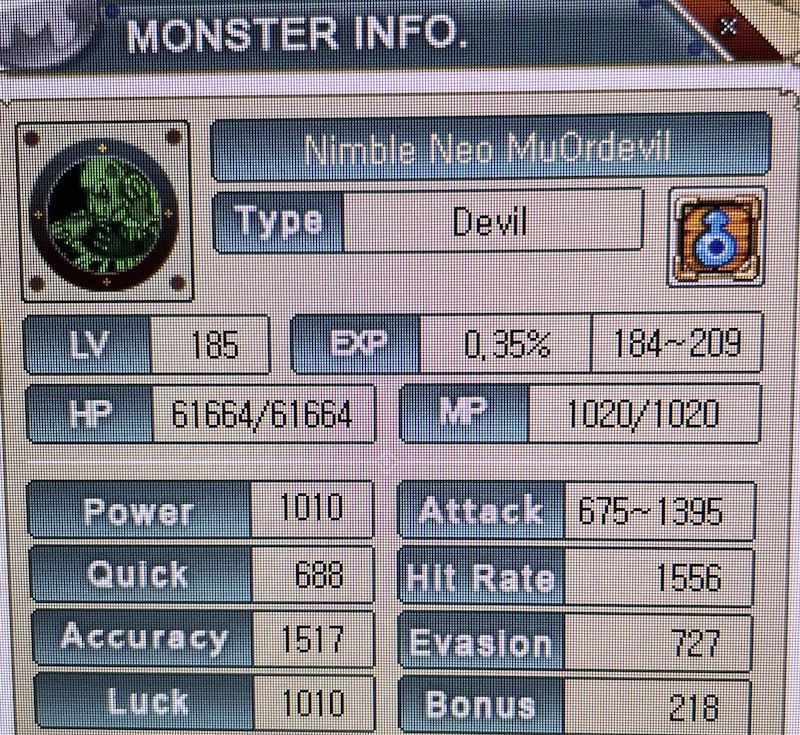 MONSTER INFO.
Nimble Neo MuOrdevil
Type Devil
LV 185 EXP 0,35% 184~209
HP 61664/61664 MP 1020/1020
Power 1010 Attack 675~1395
Quick 688 Hit Rate 1556
Accuracy 1517 Evasion 727
Luck 1010 Bonus 218